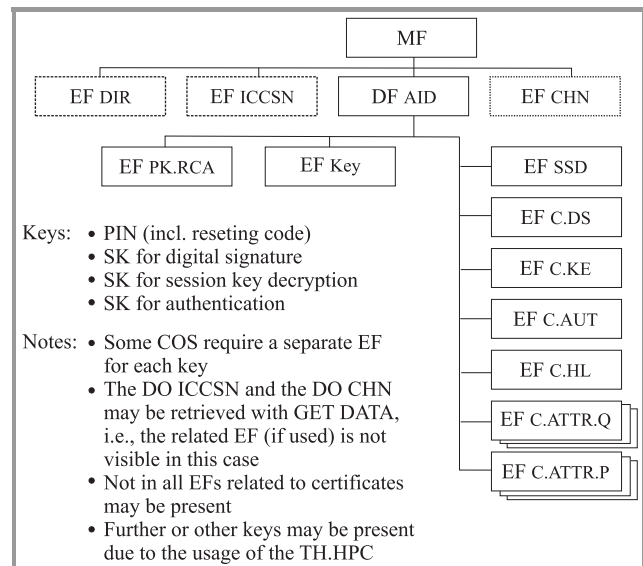 MF
EF DIR
EF ICCSN
DF AID
EF CHN
EF PK.RCA
EF Key
EF SSD
EF C.DS
EF C.KE
EF C.AUT
EF C.HL
EF C.ATTR.Q
EF C.ATTR.P
Keys: • PIN (incl. reseting code)
• SK for digital signature
• SK for session key decryption
• SK for authentication
Notes: • Some COS require a separate EF
for each key
• The DO ICCSN and the DO CHN
may be retrieved with GET DATA,
i.e., the related EF (if used) is not
visible in this case
• Not in all EFs related to certificates
may be present
• Further or other keys may be present
due to the usage of the TH.HPC